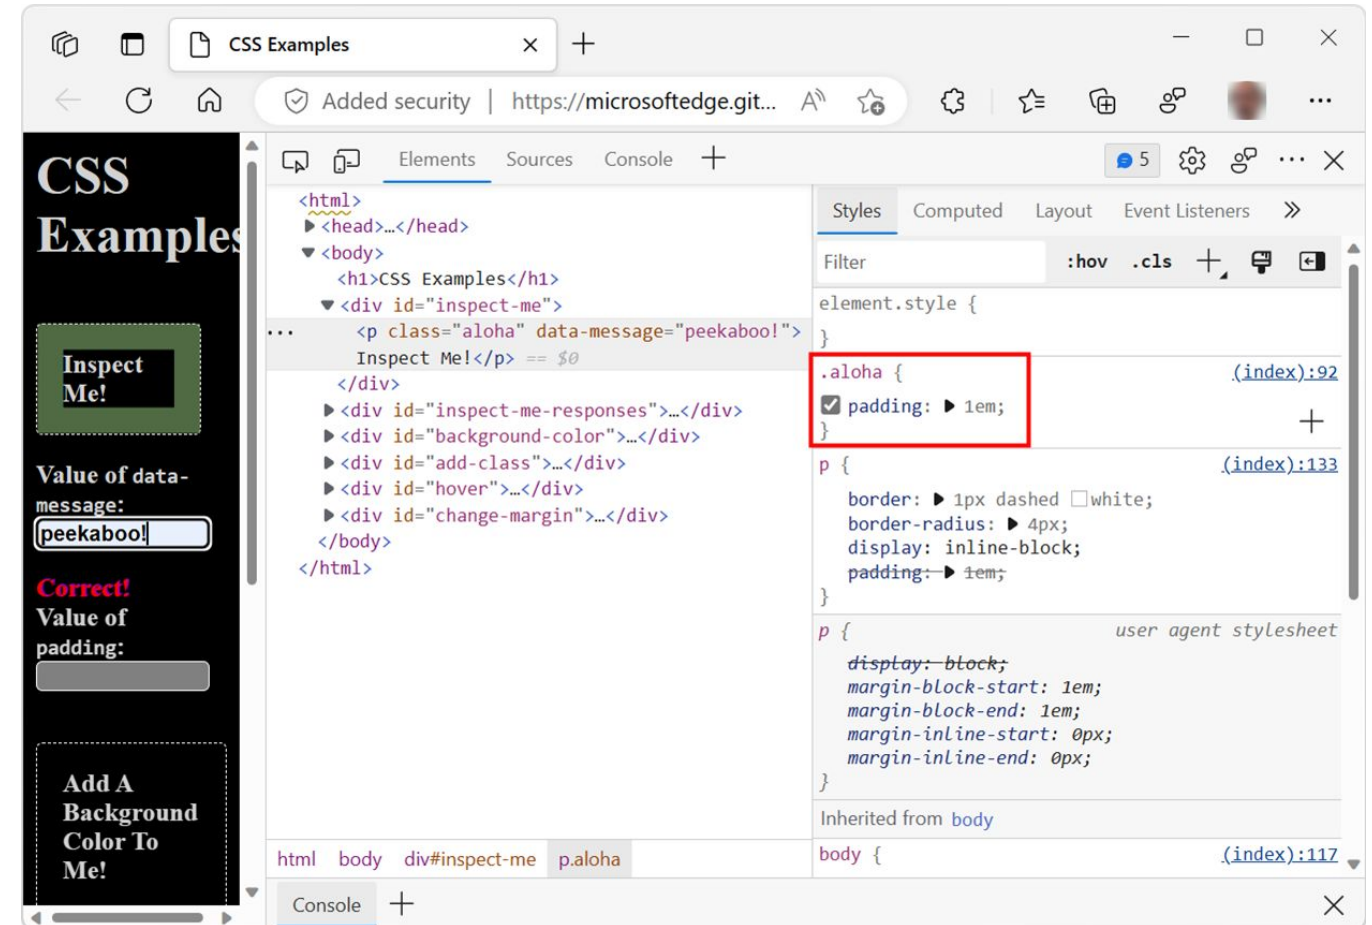 CSS Examples
Added security | https://microsoftedge.git...
CSS
Examples
Inspect
Me!
Value of data-
message:
peekaboo!
Correct!
Value of
padding:
Add A
Background
Color To
Me!
Elements Sources Console
5
<html>
<head>…</head>
<body>
<h1>CSS Examples</h1>
<div id="inspect-me">
<p class="aloha" data-message="peekaboo!">
Inspect Me!</p> == $0
</div>
<div id="inspect-me-responses">…</div>
<div id="background-color">…</div>
<div id="add-class">…</div>
<div id="hover">…</div>
<div id="change-margin">…</div>
</body>
</html>
html body div#inspect-me p.aloha
Styles Computed Layout Event Listeners
Filter :hov .cls
element.style {
}
.aloha { (index):92
padding: 1em;
}
p { (index):133
border: 1px dashed white;
border-radius: 4px;
display: inline-block;
padding: 1em;
}
p { user agent stylesheet
display: block;
margin-block-start: 1em;
margin-block-end: 1em;
margin-inline-start: 0px;
margin-inline-end: 0px;
}
Inherited from body
body { (index):117
Console